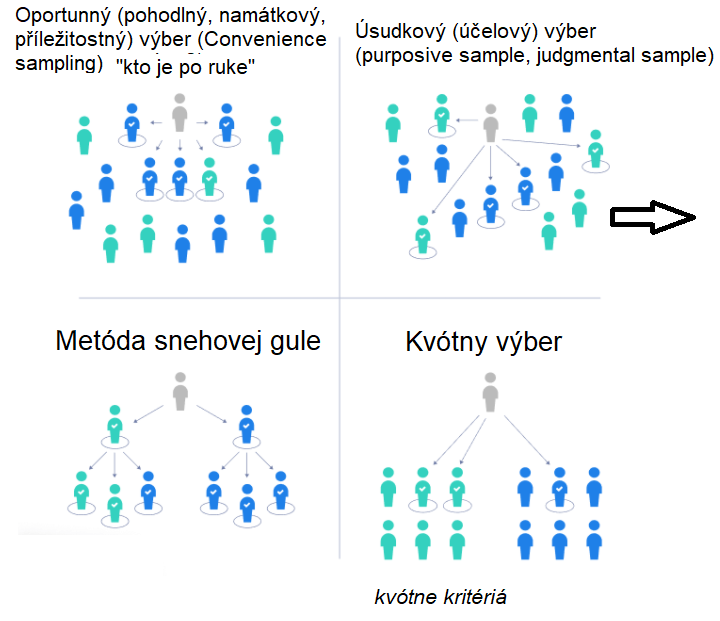 Oportunný (pohodlný, namátkový,
příležitostný) výber (Convenience
sampling) "kto je po ruke"
Úsudkový (účelový) výber
(purposive sample, judgmental sample)
Metóda snehovej gule
Kvótny výber
kvótne kritériá